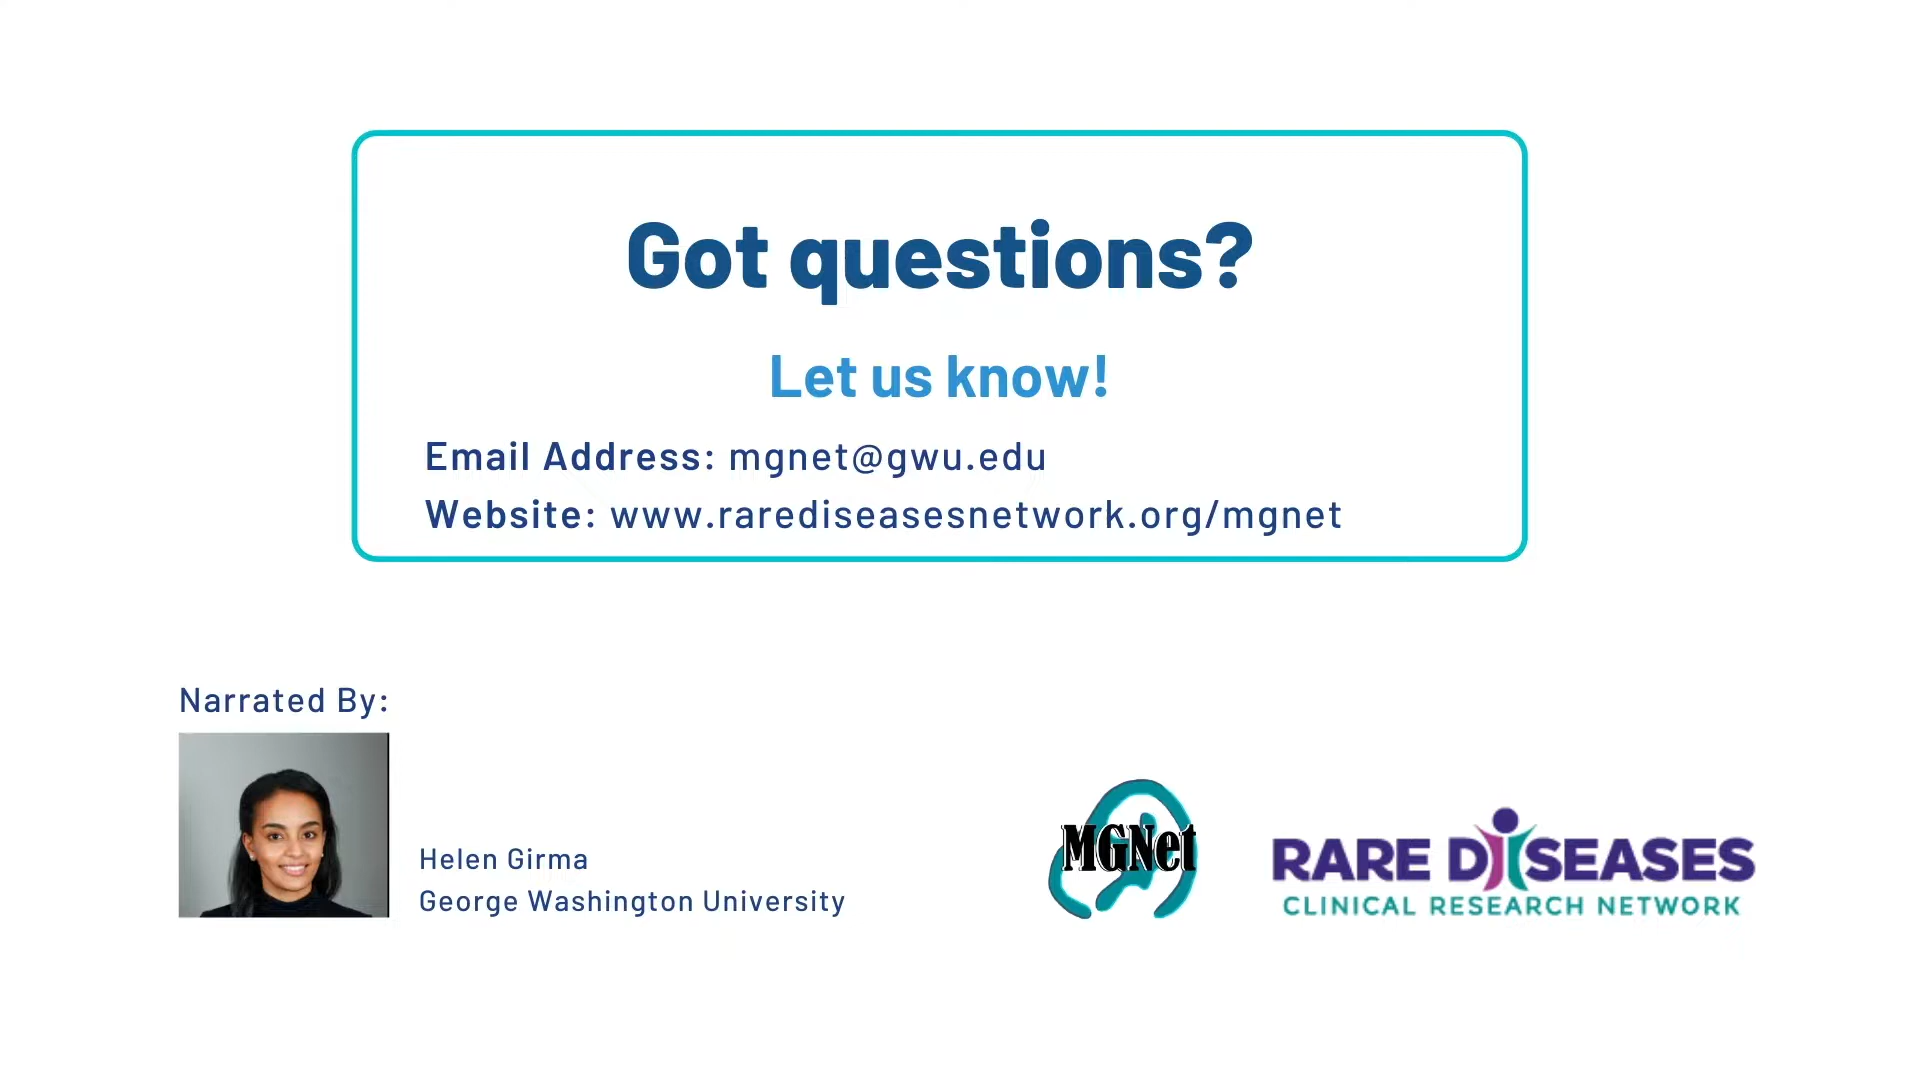 Got questions?
Let us know!
Email Address: mgnet@gwu.edu
Website: www.rarediseasesnetwork.org/mgnet
Narrated By:
Helen Girma
George Washington University
MGNet
RARE DISEASES
CLINICAL RESEARCH NETWORK